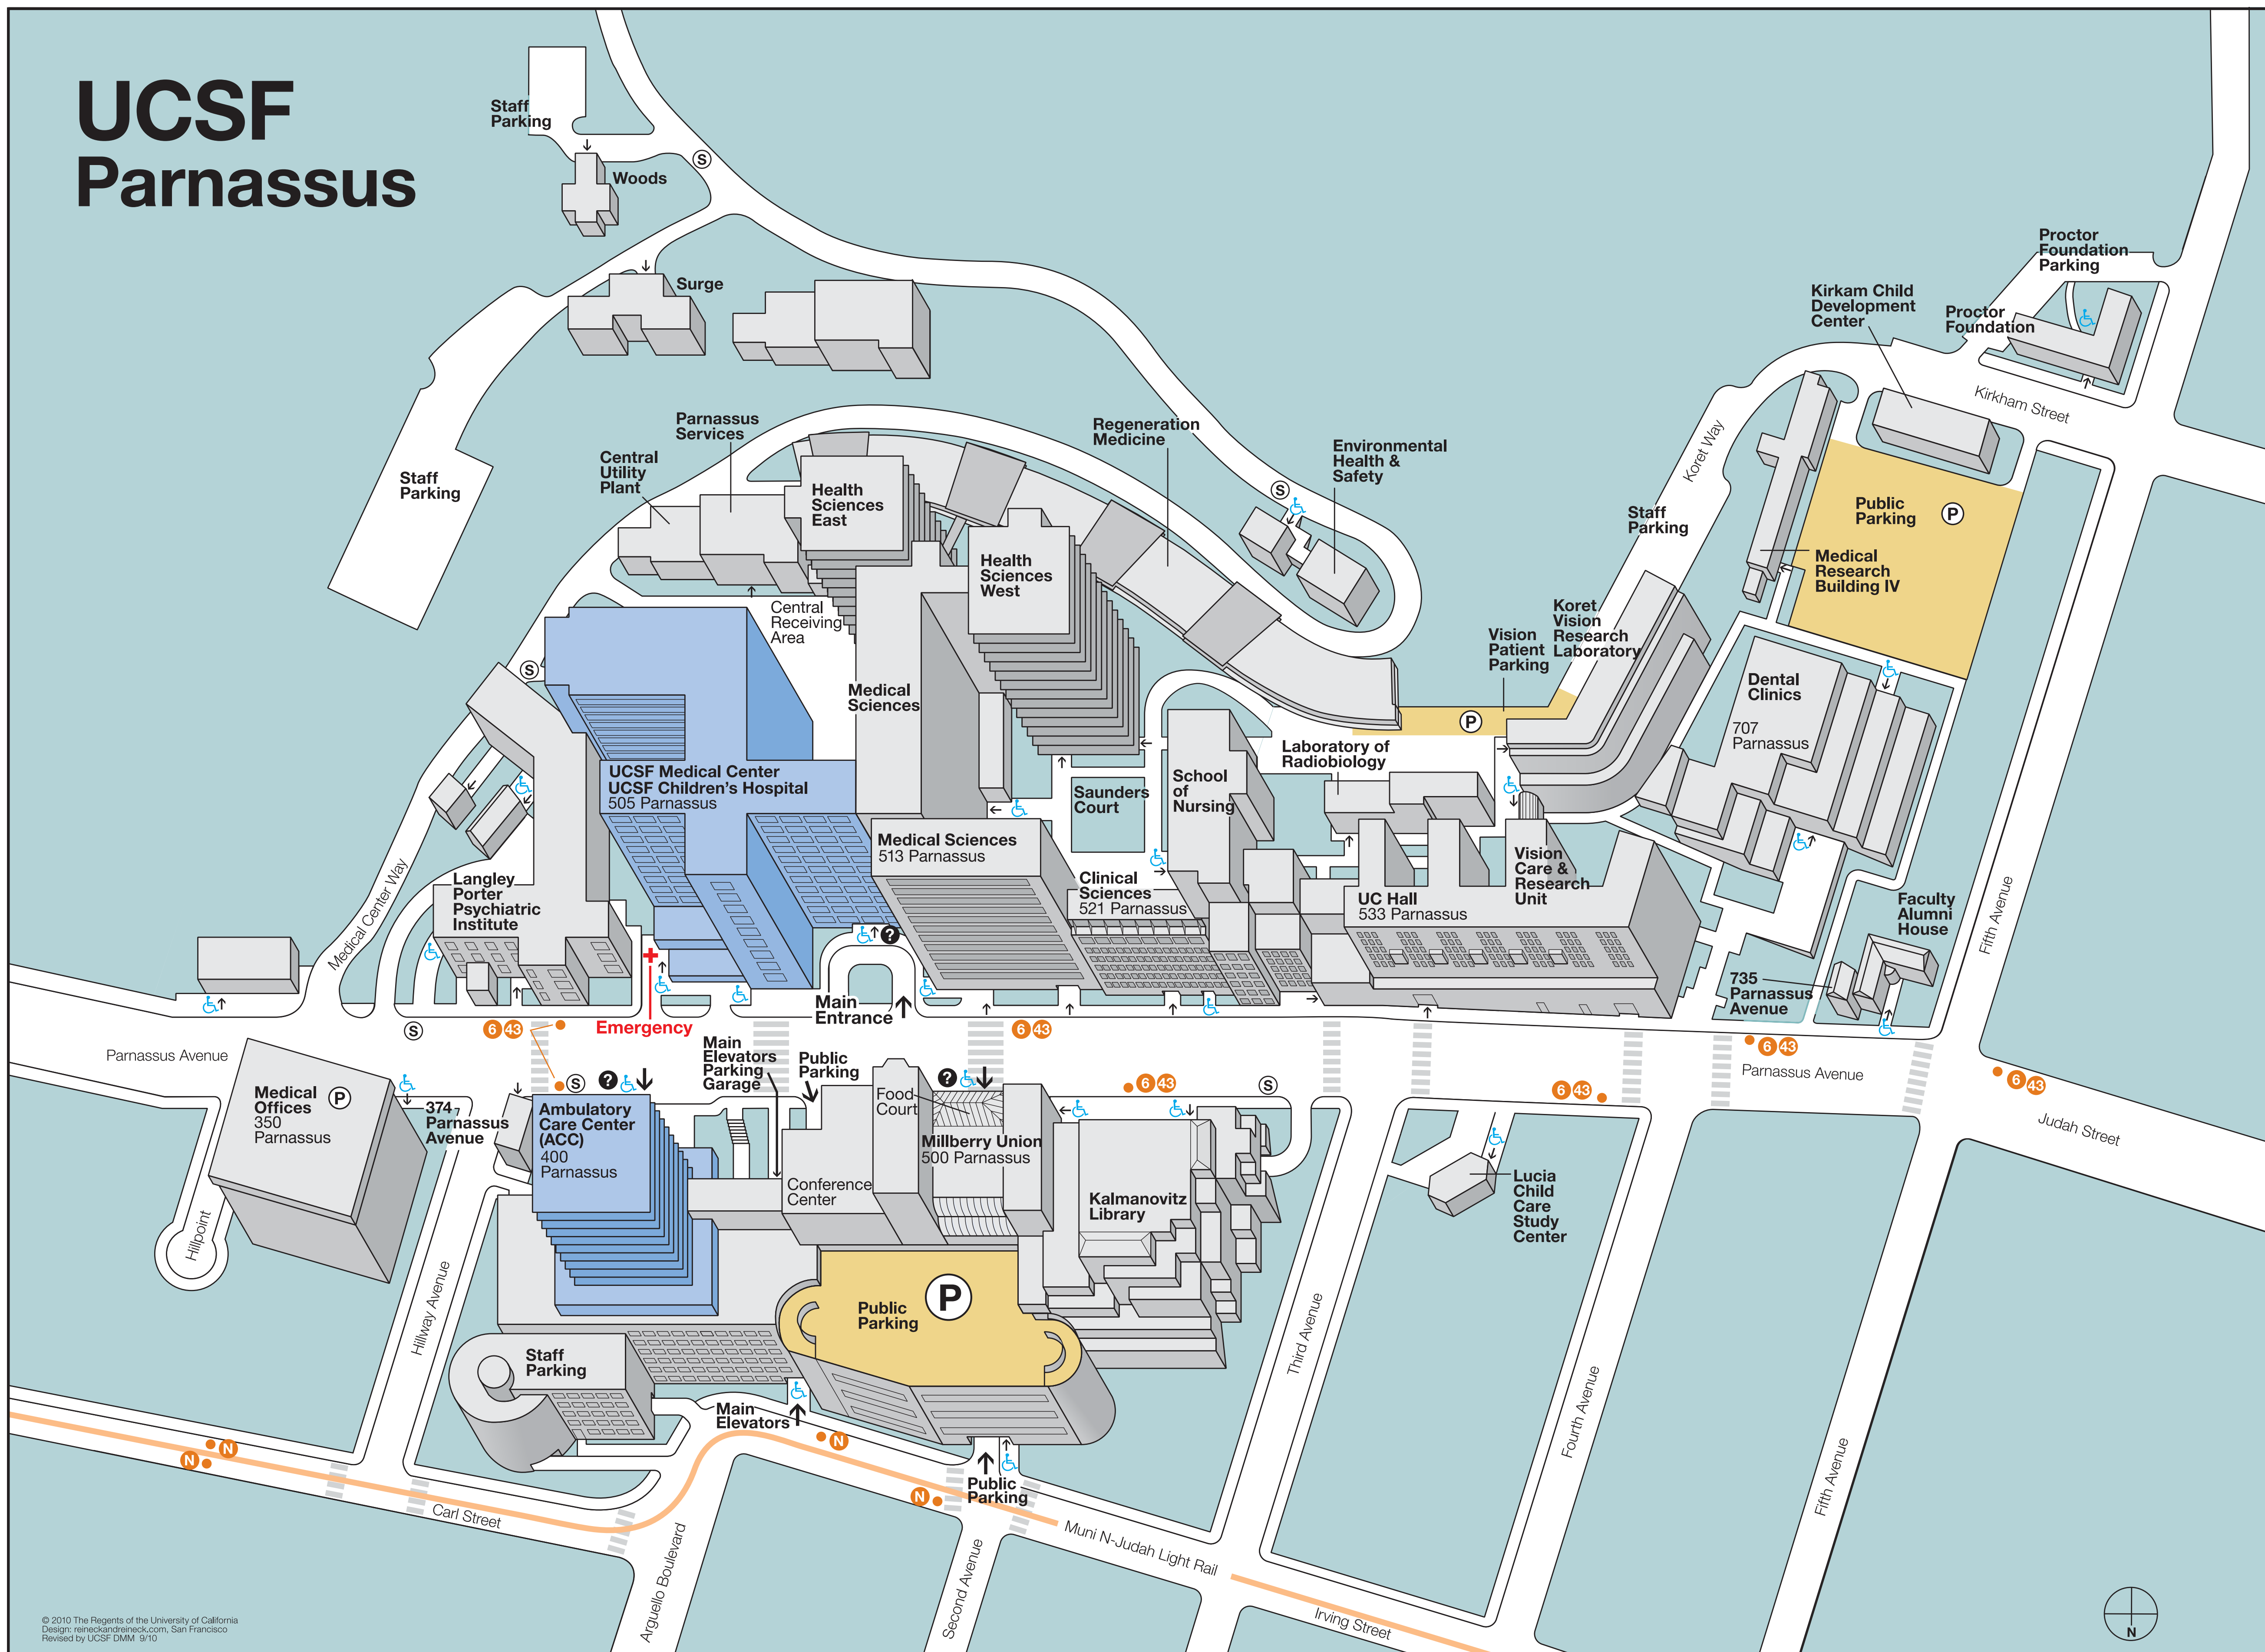 UCSF
Parnassus
Staff
Parking
S
Woods
Surge
Proctor
Foundation
Parking
Kirkam Child
Development
Center
Proctor
Foundation
Kirkham Street
Koret Way
Parnassus
Services
Central
Utility
Plant
Staff
Parking
Health
Sciences
East
Regeneration
Medicine
Environmental
Health &
Safety
S
Staff
Parking
Public
Parking
P
Medical
Research
Building IV
Health
Sciences
West
Central
Receiving
Area
Koret
Vision
Research
Laboratory
Vision
Patient
Parking
P
S
Medical
Sciences
Dental
Clinics
707
Parnassus
Laboratory of
Radiobiology
UCSF Medical Center
UCSF Children's Hospital
505 Parnassus
Saunders
Court
School
of
Nursing
Medical Sciences
513 Parnassus
Clinical
Sciences
521 Parnassus
UC Hall
533 Parnassus
Vision
Care &
Research
Unit
Medical Center Way
Langley
Porter
Psychiatric
Institute
Faculty
Alumni
House
Fifth Avenue
735
Parnassus
Avenue
?
Main
Entrance
Emergency
S
6 43
6 43
6 43
Parnassus Avenue
Main
Elevators
Parking
Garage
Public
Parking
Parnassus Avenue
6 43
Judah Street
Medical
Offices
350
Parnassus
P
374
Parnassus
Avenue
S
?
Ambulatory
Care Center
(ACC)
400
Parnassus
?
Food
Court
Millberry Union
500 Parnassus
6 43
S
6 43
Conference
Center
Kalmanovitz
Library
Lucia
Child
Care
Study
Center
Hillpoint
Hillway Avenue
Public
Parking
P
Staff
Parking
Third Avenue
Fourth Avenue
Fifth Avenue
Main
Elevators
N
N
N
N
Public
Parking
Carl Street
Muni N-Judah Light Rail
Arguello Boulevard
Second Avenue
Irving Street
N
© 2010 The Regents of the University of California
Design: reineckandreineck.com, San Francisco
Revised by UCSF DMM 9/10